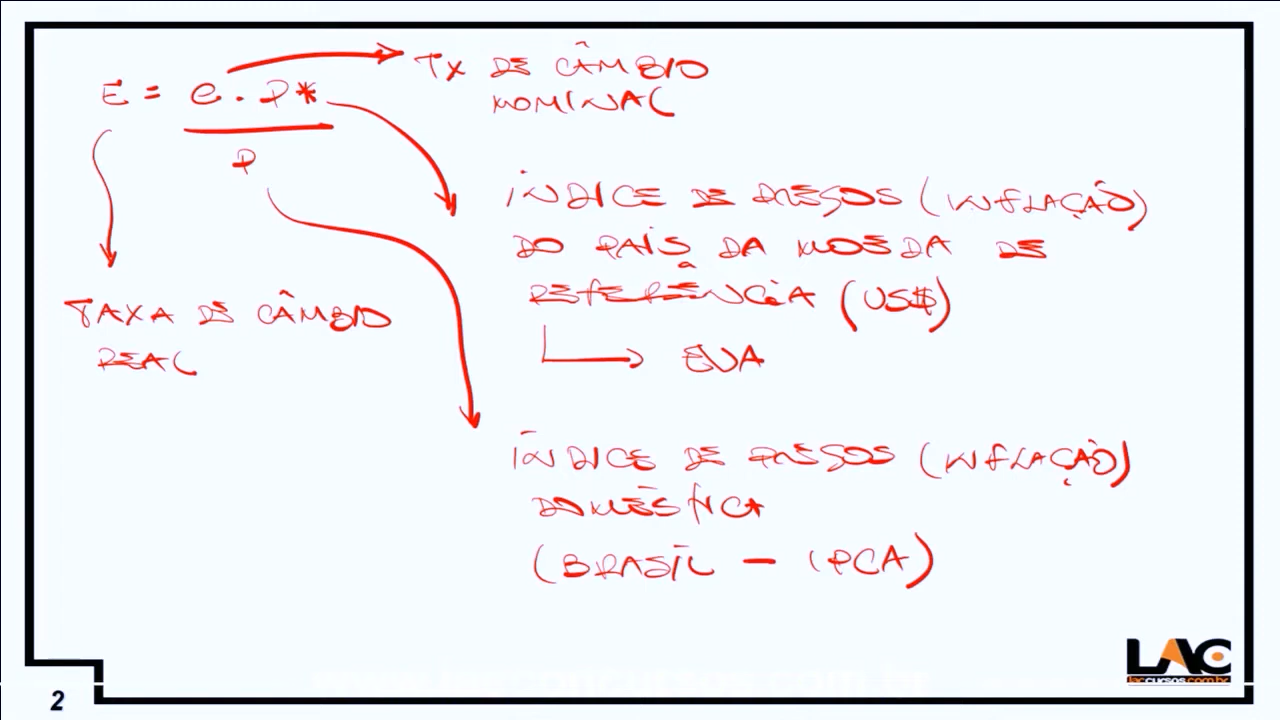 E = e . P*
P
TX DE CÂMBIO
NOMINAL
ÍNDICE DE PREÇOS (INFLAÇÃO)
DO PAÍS DA MOEDA DE
REFERÊNCIA (US$)
EUA
TAXA DE CÂMBIO
REAL
ÍNDICE DE PREÇOS (INFLAÇÃO)
DOMÉSTICA
(BRASIL - IPCA)
LAC
laccursos.com.br
2